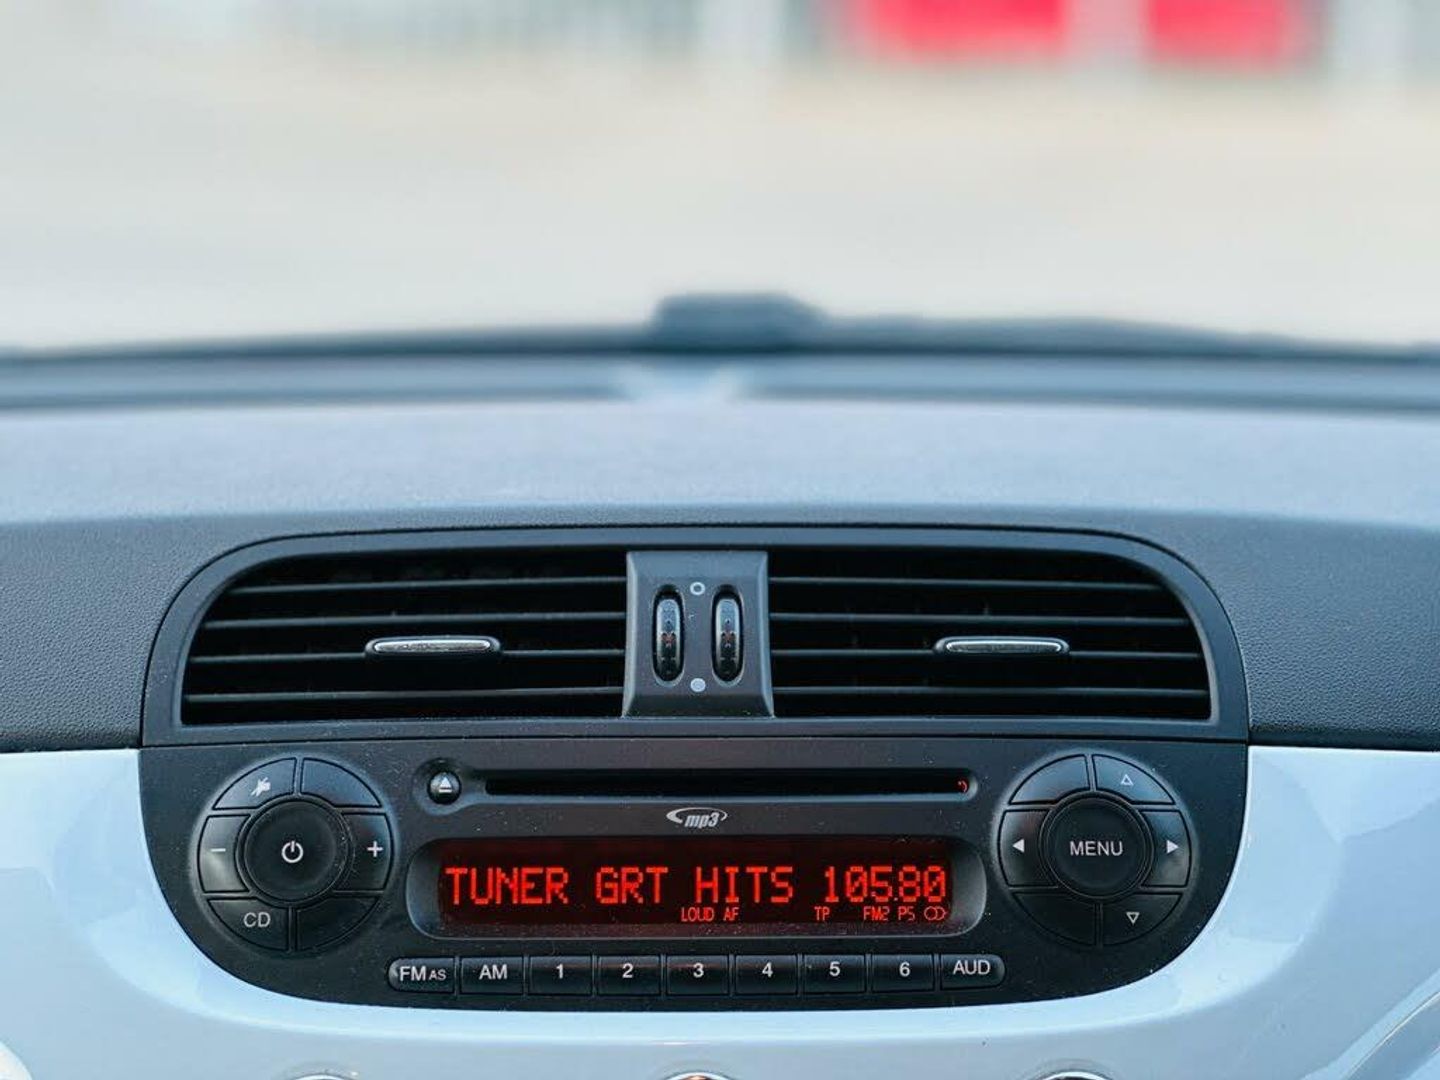 mp3
TUNER GRT HITS 105.80
LOUD AF TP FM2 P5
CD
MENU
FM AS AM 1 2 3 4 5 6 AUD